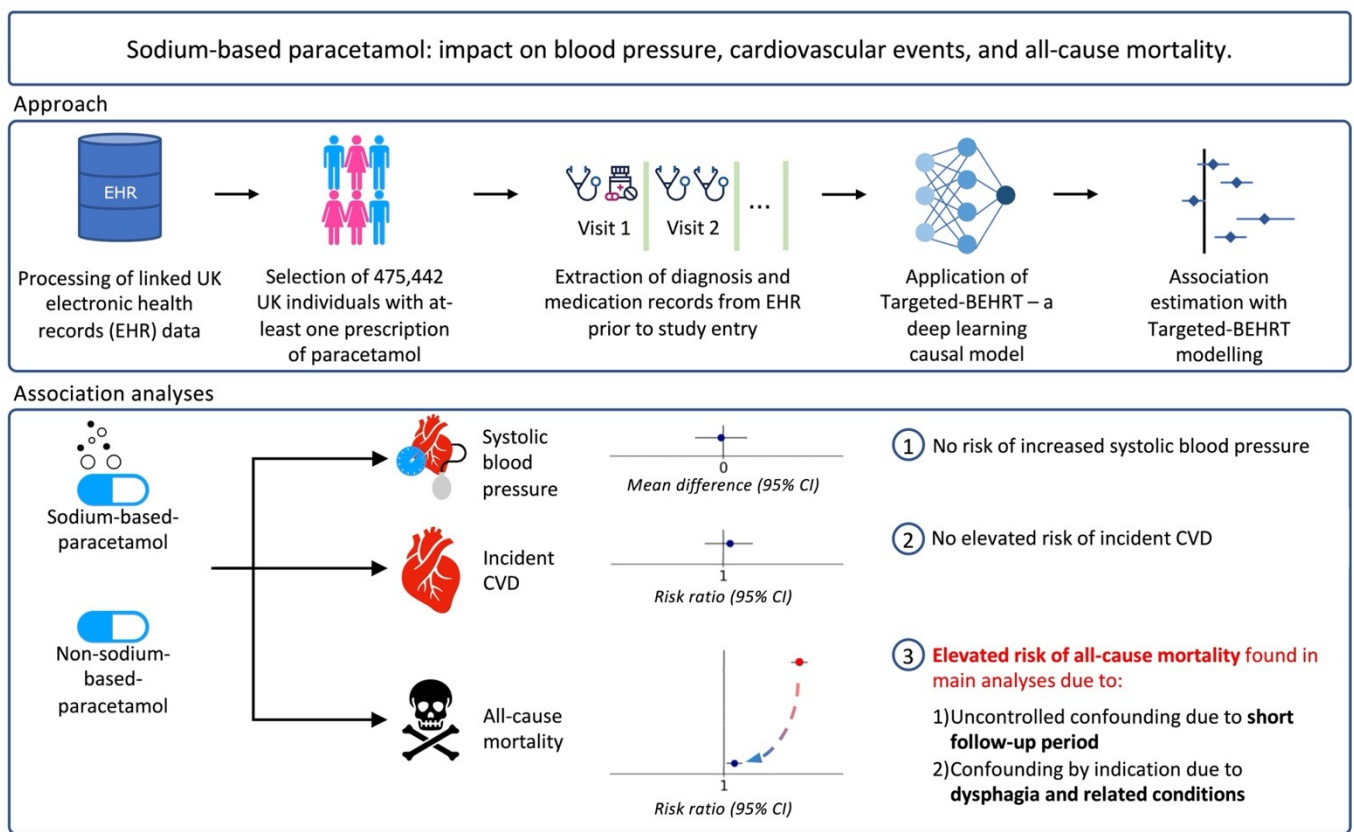 Sodium-based paracetamol: impact on blood pressure, cardiovascular events, and all-cause mortality.
Approach
EHR
Processing of linked UK
electronic health
records (EHR) data
Selection of 475,442
UK individuals with at-
least one prescription
of paracetamol
Visit 1
Visit 2
...
Extraction of diagnosis and
medication records from EHR
prior to study entry
Application of
Targeted-BEHRT – a
deep learning
causal model
Association
estimation with
Targeted-BEHRT
modelling
Association analyses
Sodium-based-
paracetamol
Non-sodium-
based-
paracetamol
Systolic
blood
pressure
0
Mean difference (95% CI)
1 No risk of increased systolic blood pressure
Incident
CVD
1
Risk ratio (95% CI)
2 No elevated risk of incident CVD
All-cause
mortality
1
Risk ratio (95% CI)
3 Elevated risk of all-cause mortality found in
main analyses due to:
1)Uncontrolled confounding due to short
follow-up period
2)Confounding by indication due to
dysphagia and related conditions